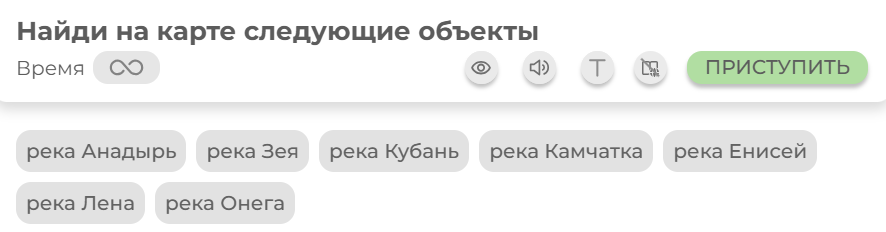 Найди на карте следующие объекты
Время ПРИСТУПИТЬ
река Анадырь река Зея река Кубань река Камчатка река Енисей
река Лена река Онега